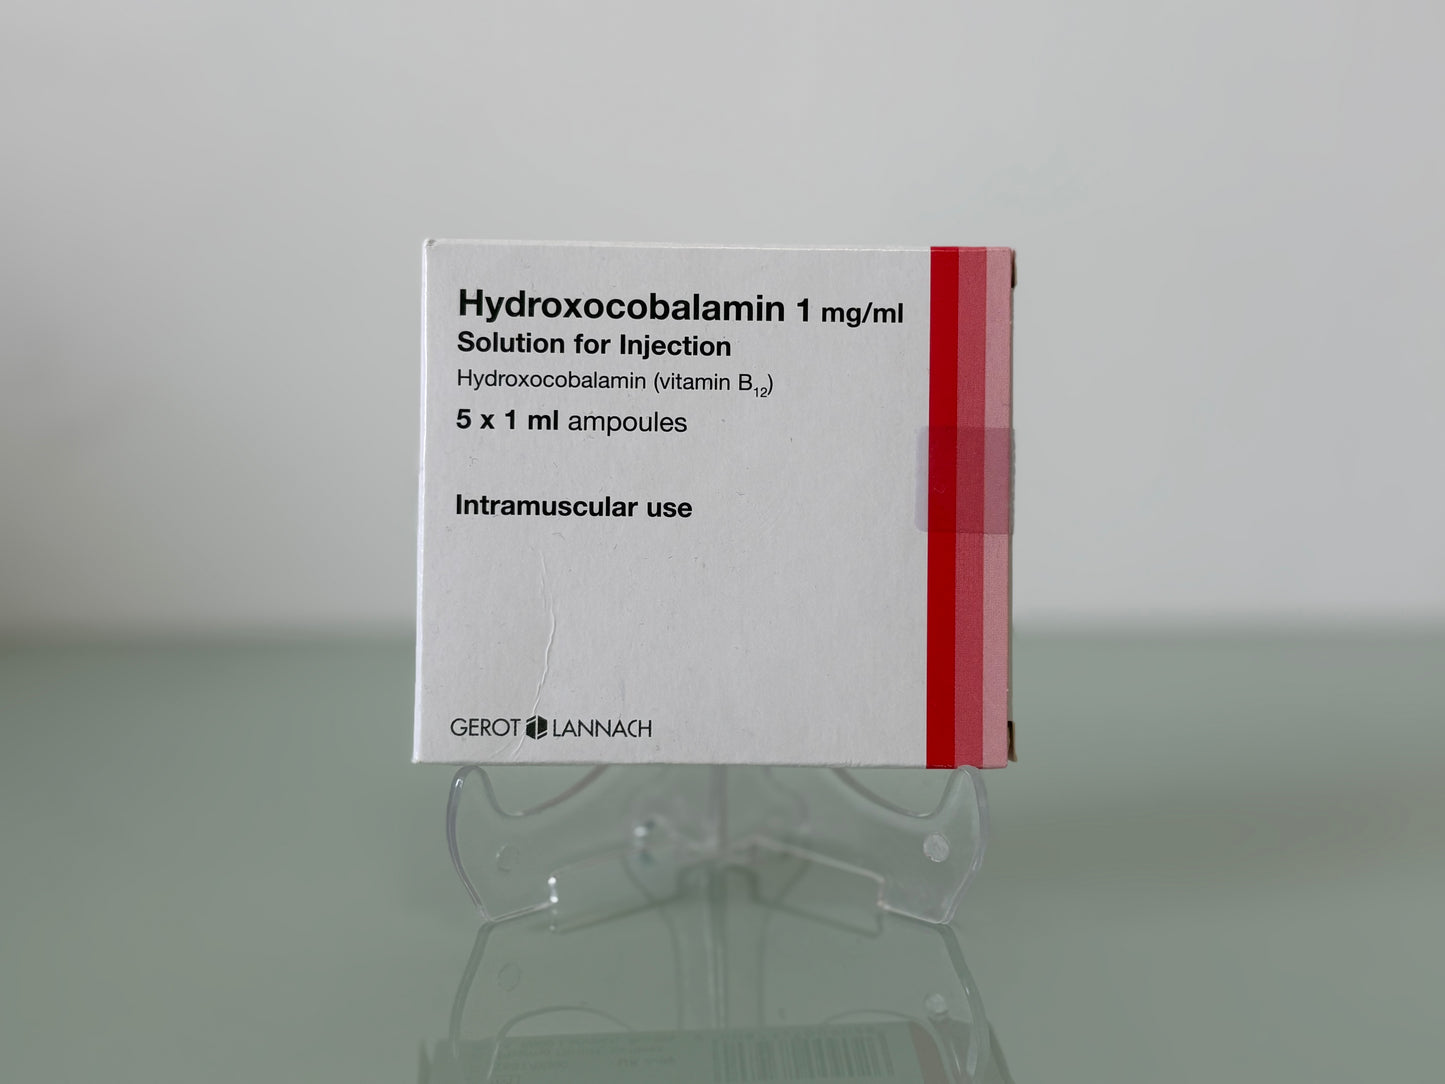 Hydroxocobalamin 1 mg/ml
Solution for Injection
Hydroxocobalamin (vitamin B₁₂)
5 x 1 ml ampoules
Intramuscular use
GEROT LANNACH